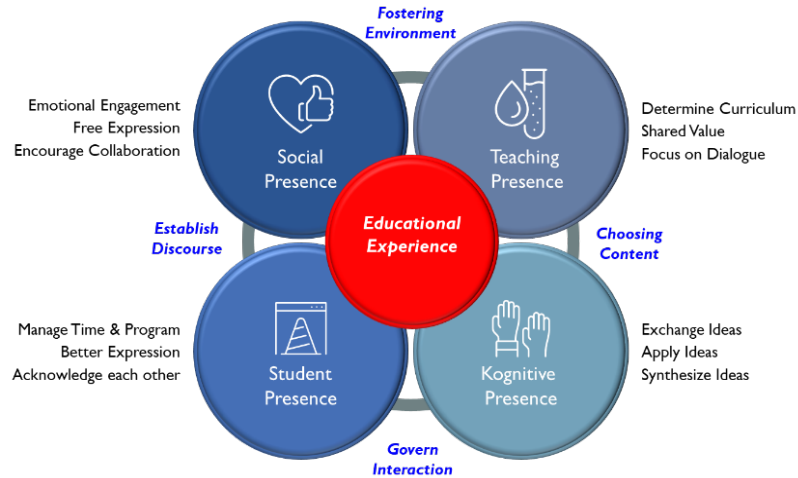 Fostering
Environment
Emotional Engagement
Free Expression
Encourage Collaboration
Social
Presence
Teaching
Presence
Determine Curriculum
Shared Value
Focus on Dialogue
Establish
Discourse
Educational
Experience
Choosing
Content
Manage Time & Program
Better Expression
Acknowledge each other
Student
Presence
Kognitive
Presence
Exchange Ideas
Apply Ideas
Synthesize Ideas
Govern
Interaction